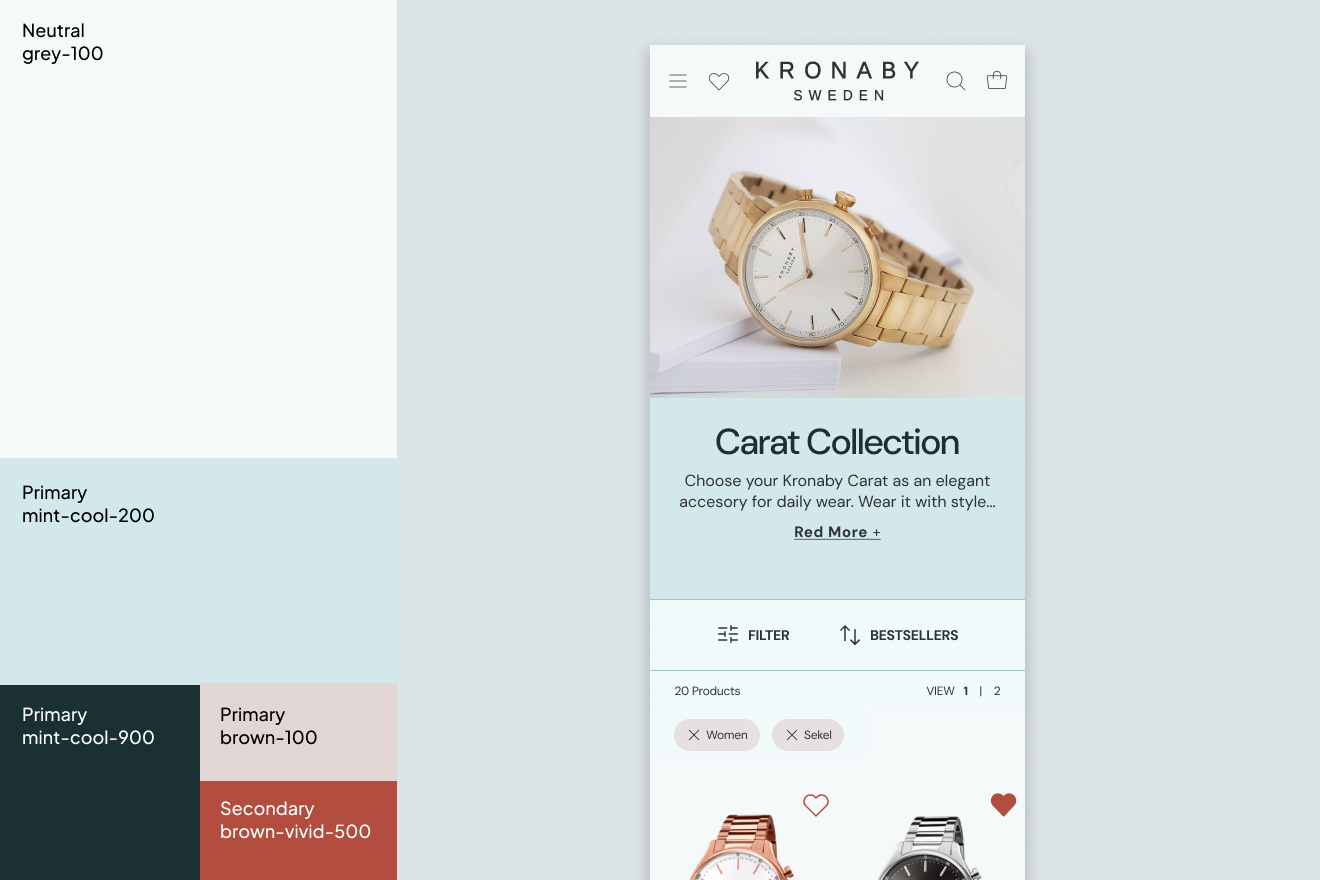 Neutral
grey-100
Primary
mint-cool-200
Primary
mint-cool-900
Primary
brown-100
Secondary
brown-vivid-500
KRONABY
SWEDEN
KRONABY
SWEDEN
Carat Collection
Choose your Kronaby Carat as an elegant
accesory for daily wear. Wear it with style...
Red More +
FILTER
BESTSELLERS
20 Products
VIEW 1 | 2
Women
Sekel